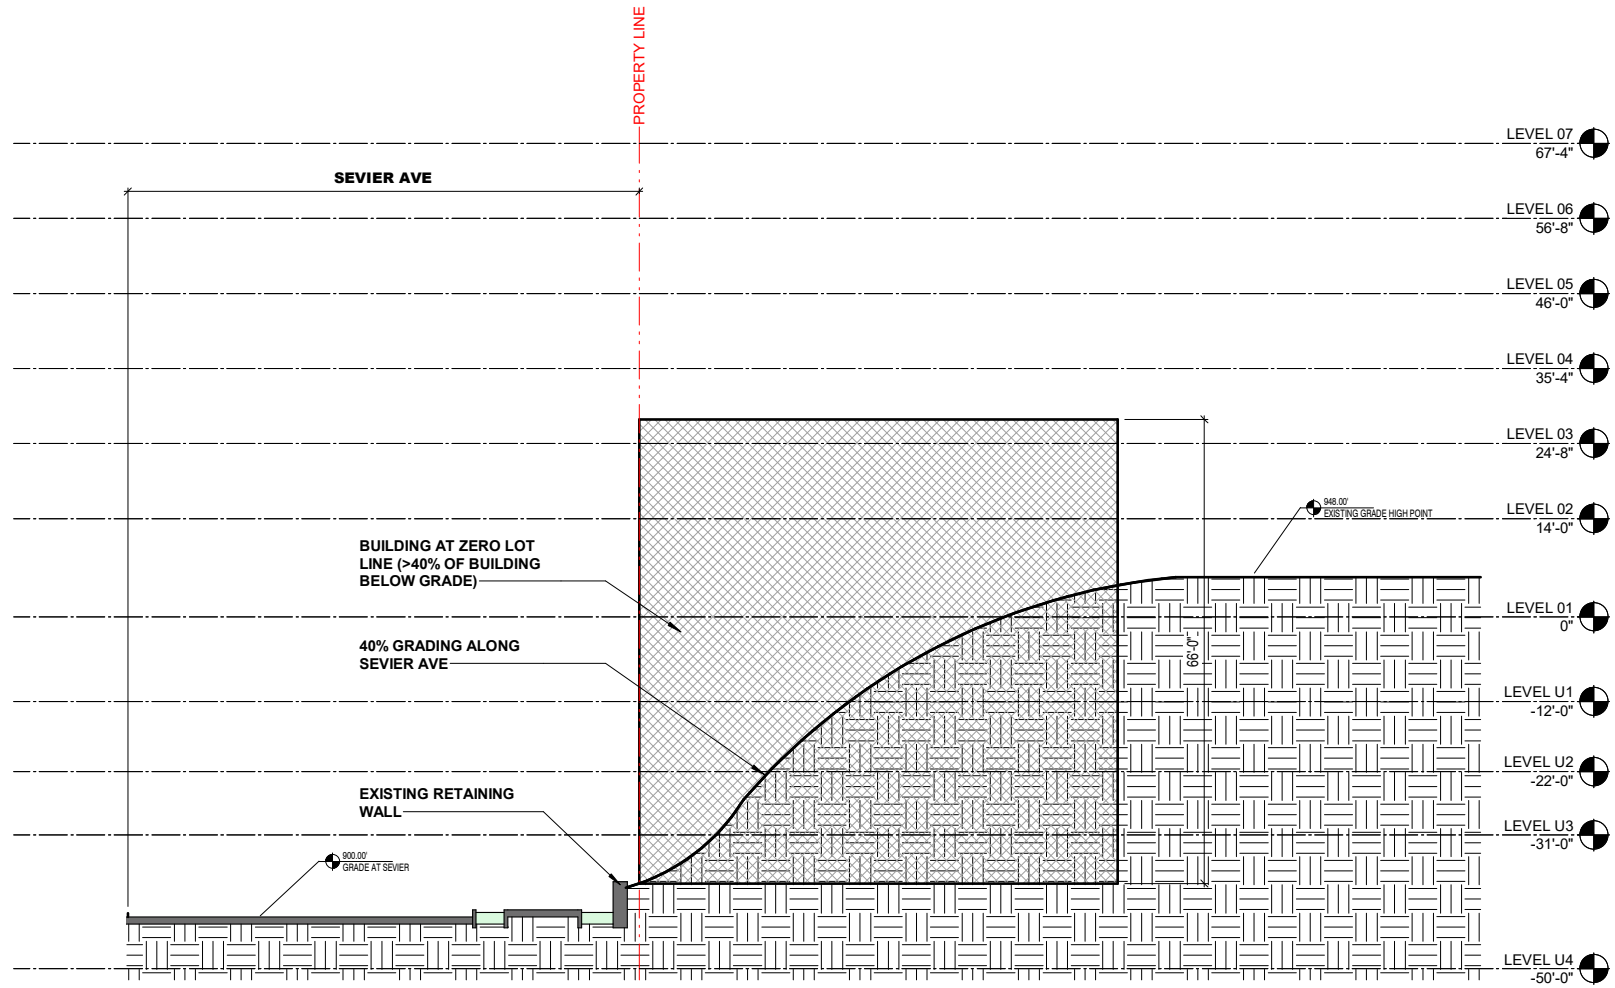 PROPERTY LINE
LEVEL 07
67'-4"
SEVIER AVE
LEVEL 06
56'-8"
LEVEL 05
46'-0"
LEVEL 04
35'-4"
LEVEL 03
24'-8"
948.00'
EXISTING GRADE HIGH POINT
LEVEL 02
14'-0"
BUILDING AT ZERO LOT
LINE (>40% OF BUILDING
BELOW GRADE)
LEVEL 01
0"
40% GRADING ALONG
SEVIER AVE
66'-0"
LEVEL U1
-12'-0"
LEVEL U2
-22'-0"
EXISTING RETAINING
WALL
LEVEL U3
-31'-0"
900.00'
GRADE AT SEVIER
LEVEL U4
-50'-0"